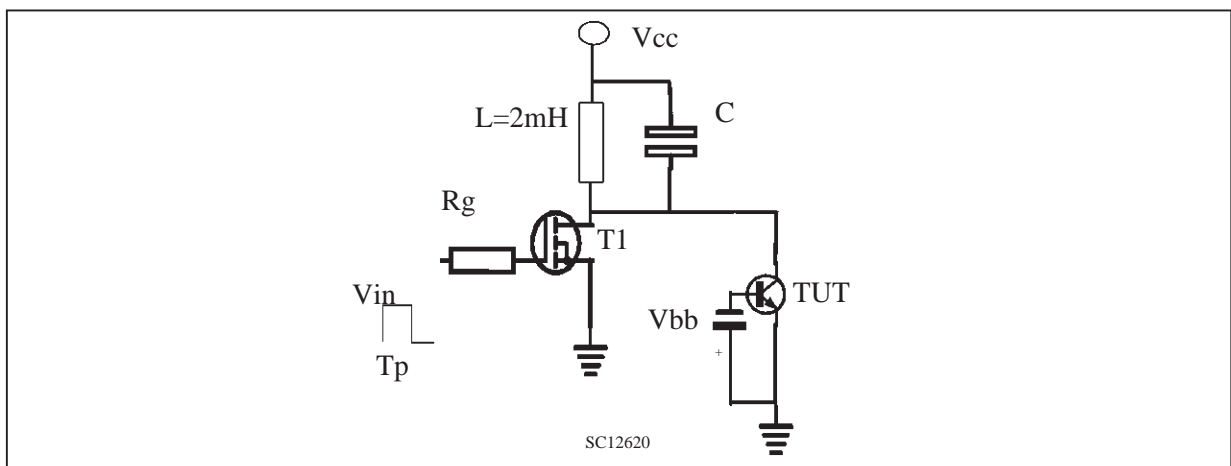 Vcc
L=2mH
C
Rg
T1
Vin
TUT
Vbb
+
Tp
SC12620